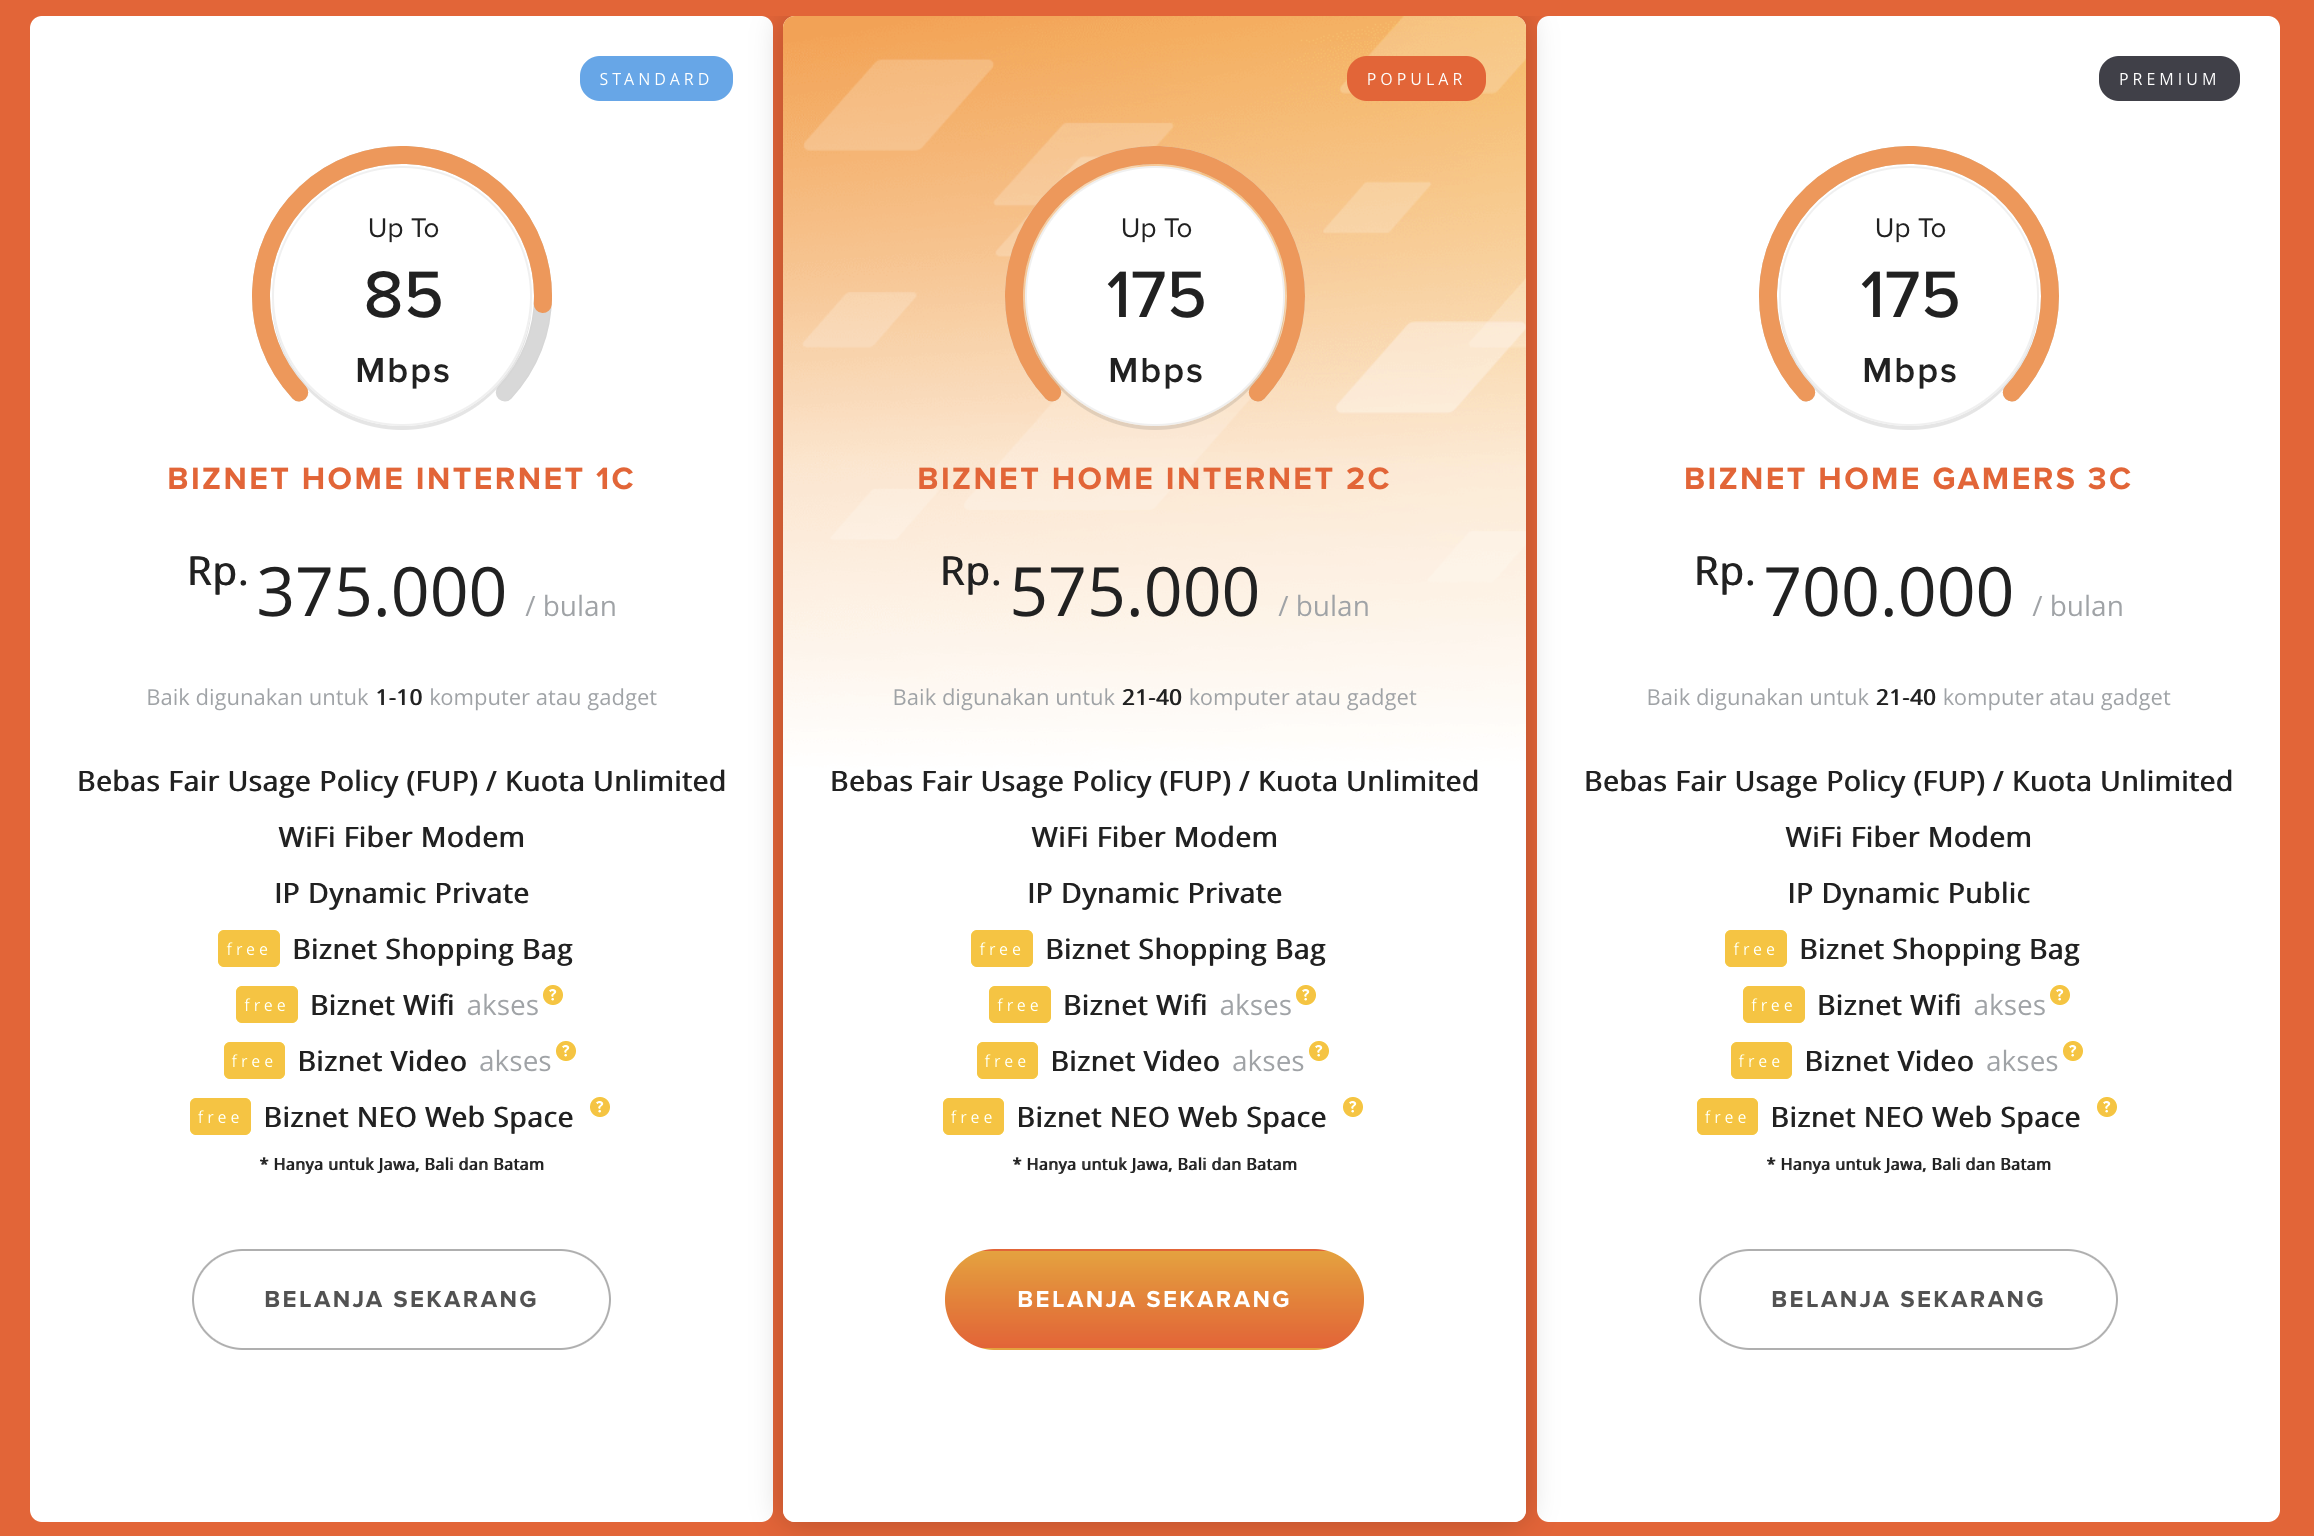 STANDARD
Up To
85
Mbps
BIZNET HOME INTERNET 1C
Rp. 375.000 / bulan
Baik digunakan untuk 1-10 komputer atau gadget
Bebas Fair Usage Policy (FUP) / Kuota Unlimited
WiFi Fiber Modem
IP Dynamic Private
free Biznet Shopping Bag
free Biznet Wifi akses ?
free Biznet Video akses ?
free Biznet NEO Web Space ?
* Hanya untuk Jawa, Bali dan Batam
BELANJA SEKARANG
POPULAR
Up To
175
Mbps
BIZNET HOME INTERNET 2C
Rp. 575.000 / bulan
Baik digunakan untuk 21-40 komputer atau gadget
Bebas Fair Usage Policy (FUP) / Kuota Unlimited
WiFi Fiber Modem
IP Dynamic Private
free Biznet Shopping Bag
free Biznet Wifi akses ?
free Biznet Video akses ?
free Biznet NEO Web Space ?
* Hanya untuk Jawa, Bali dan Batam
BELANJA SEKARANG
PREMIUM
Up To
175
Mbps
BIZNET HOME GAMERS 3C
Rp. 700.000 / bulan
Baik digunakan untuk 21-40 komputer atau gadget
Bebas Fair Usage Policy (FUP) / Kuota Unlimited
WiFi Fiber Modem
IP Dynamic Public
free Biznet Shopping Bag
free Biznet Wifi akses ?
free Biznet Video akses ?
free Biznet NEO Web Space ?
* Hanya untuk Jawa, Bali dan Batam
BELANJA SEKARANG